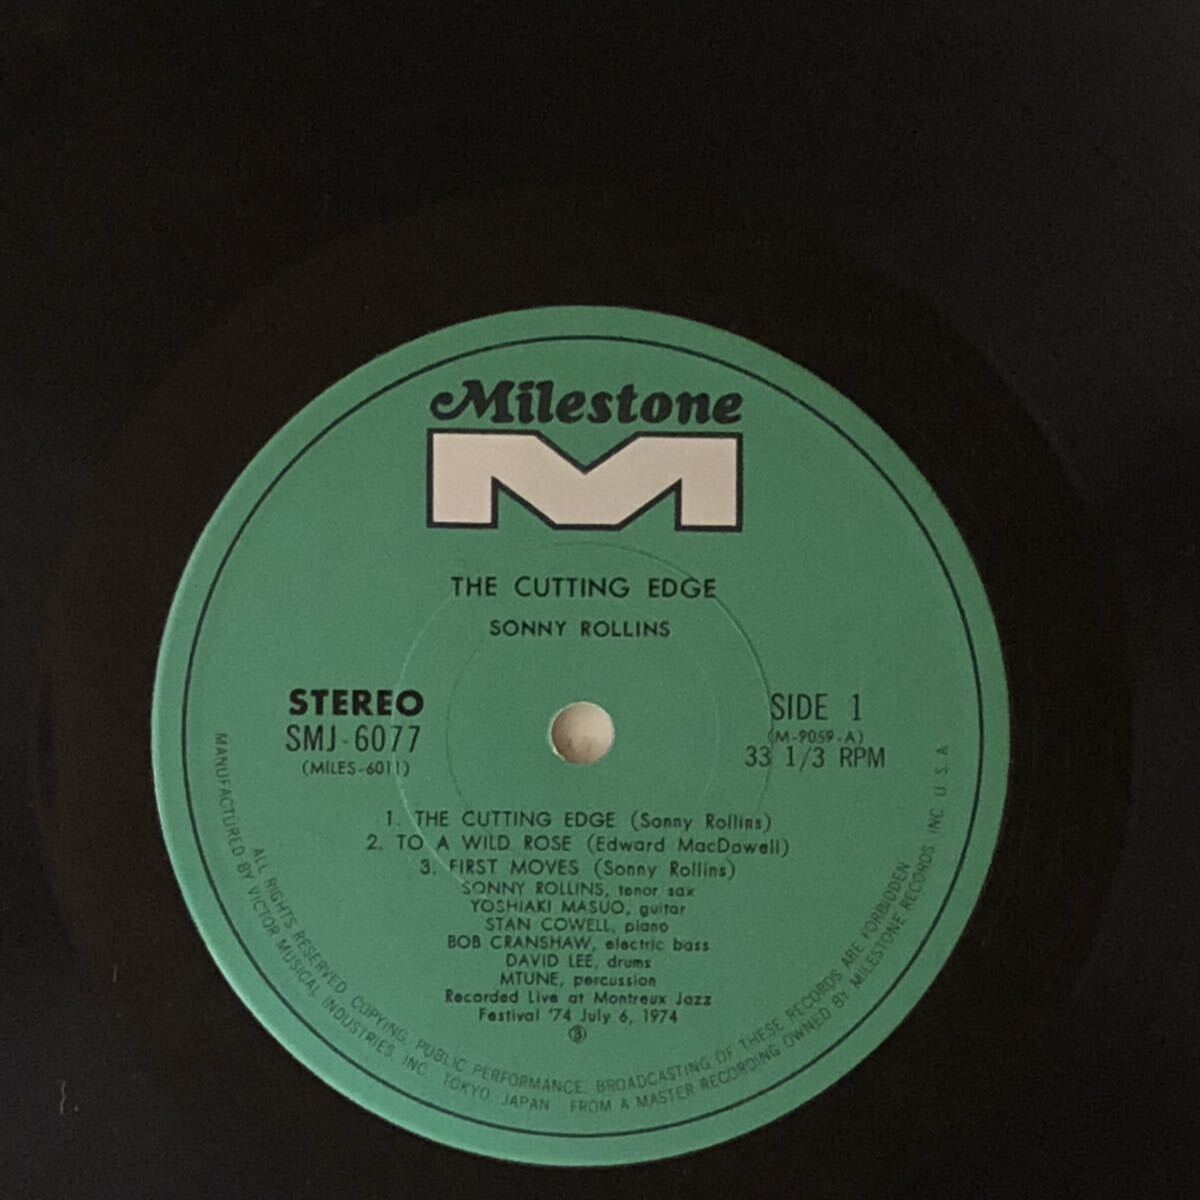 Milestone
M
THE CUTTING EDGE
SONNY ROLLINS
STEREO
SMJ-6077
(MILES-6011)
SIDE 1
(M-9059-A)
33 1/3 RPM
1. THE CUTTING EDGE (Sonny Rollins)
2. TO A WILD ROSE (Edward MacDowell)
3. FIRST MOVES (Sonny Rollins)
SONNY ROLLINS, tenor sax
YOSHIAKI MASUO, guitar
STAN COWELL, piano
BOB CRANSHAW, electric bass
DAVID LEE, drums
MTUNE, percussion
Recorded Live at Montreux Jazz
Festival '74 July 6, 1974
ALL RIGHTS RESERVED COPYING, PUBLIC PERFORMANCE, BROADCASTING OF THESE RECORDS ARE FORBIDDEN
MANUFACTURED BY VICTOR MUSICAL INDUSTRIES, INC. TOKYO, JAPAN FROM A MASTER RECORDING OWNED BY MILESTONE RECORDS, INC. U.S.A.